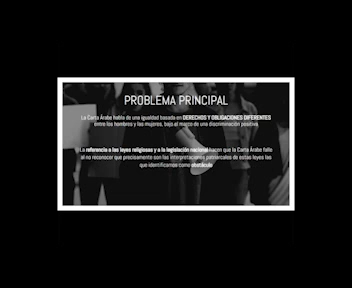 PROBLEMA PRINCIPAL
La Carta Árabe habla de una igualdad basada en DERECHOS Y OBLIGACIONES DIFERENTES
entre los hombres y las mujeres, bajo el marco de una discriminación positiva.
La referencia a las leyes religiosas y a la legislación nacional hacen que la Carta Árabe falle
al no reconocer que precisamente son las interpretaciones patriarcales de estas leyes las
que identificamos como obstáculo